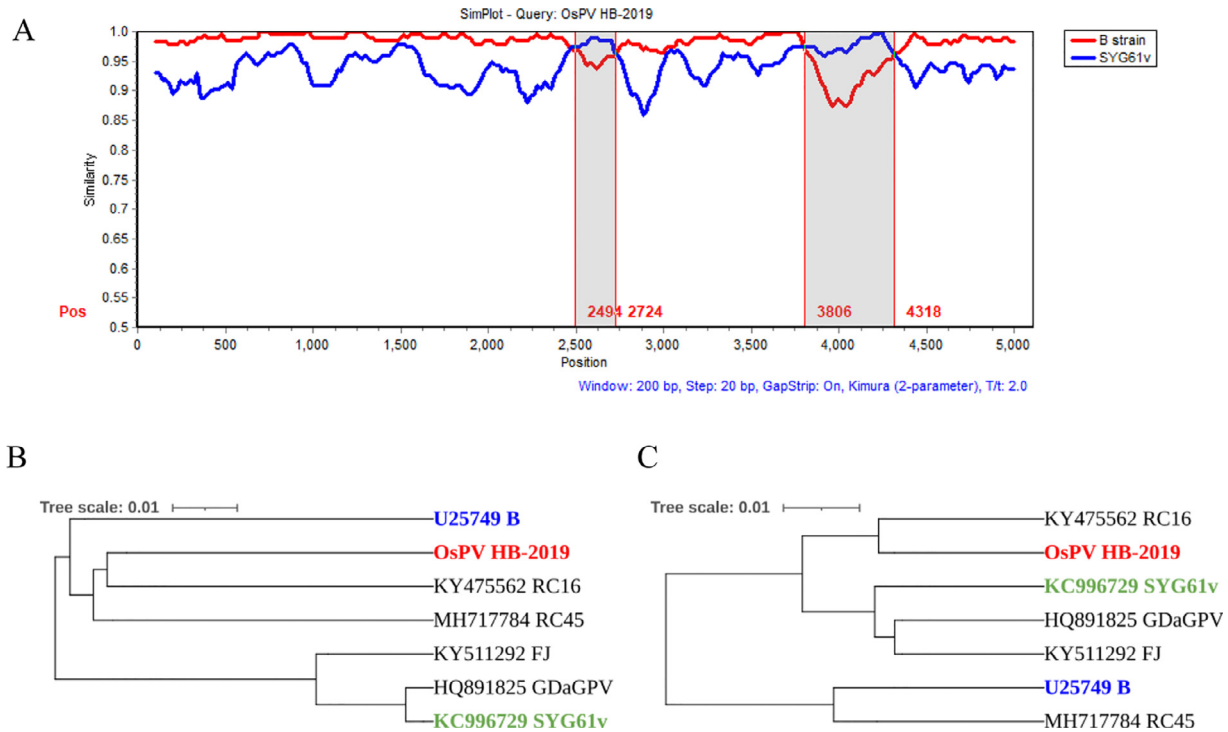 A
SimPlot - Query: OsPV HB-2019
1.0
0.95
0.9
0.85
0.8
0.75
0.7
0.65
0.6
0.55
0.5
Similarity
B strain
SYG61v
Pos
2494 2724
3806
4318
0 500 1,000 1,500 2,000 2,500 3,000 3,500 4,000 4,500 5,000
Position
Window: 200 bp, Step: 20 bp, GapStrip: On, Kimura (2-parameter), T/t: 2.0
B
Tree scale: 0.01
U25749 B
OsPV HB-2019
KY475562 RC16
MH717784 RC45
KY511292 FJ
HQ891825 GDaGPV
KC996729 SYG61v
C
Tree scale: 0.01
KY475562 RC16
OsPV HB-2019
KC996729 SYG61v
HQ891825 GDaGPV
KY511292 FJ
U25749 B
MH717784 RC45